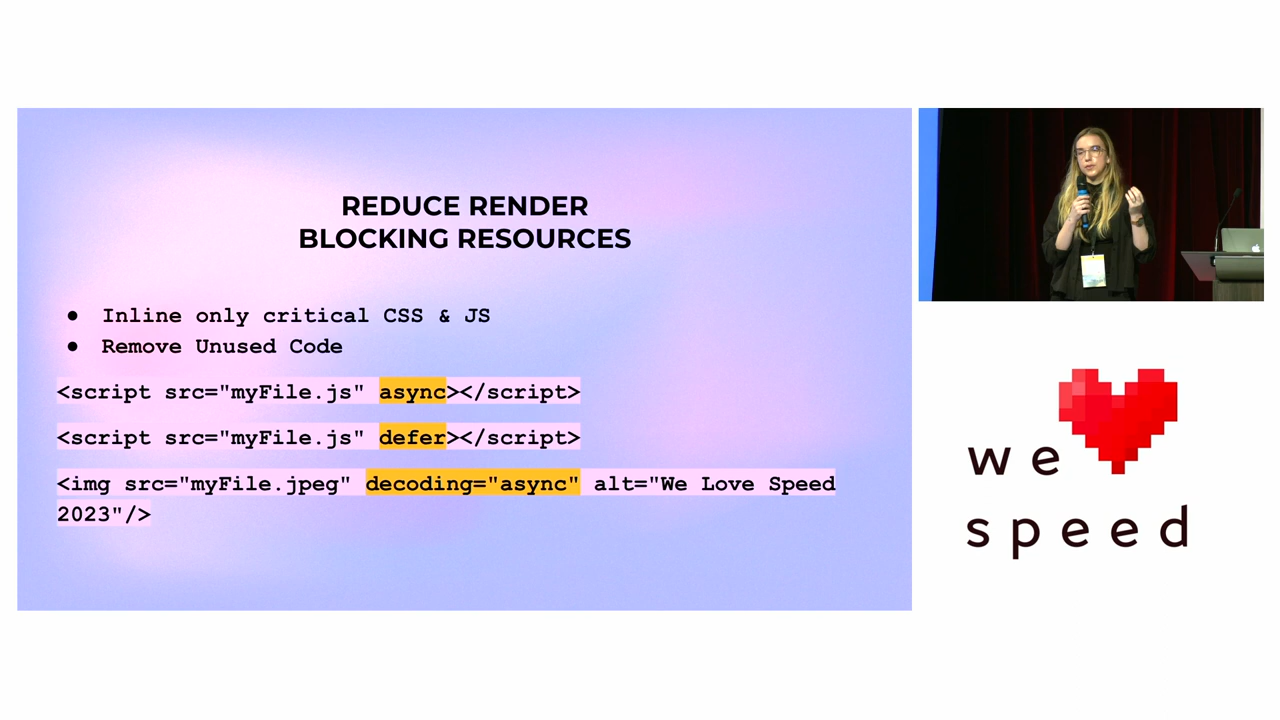 REDUCE RENDER
BLOCKING RESOURCES
● Inline only critical CSS & JS
● Remove Unused Code
<script src="myFile.js" async></script>
<script src="myFile.js" defer></script>
<img src="myFile.jpeg" decoding="async" alt="We Love Speed
2023"/>
we
speed